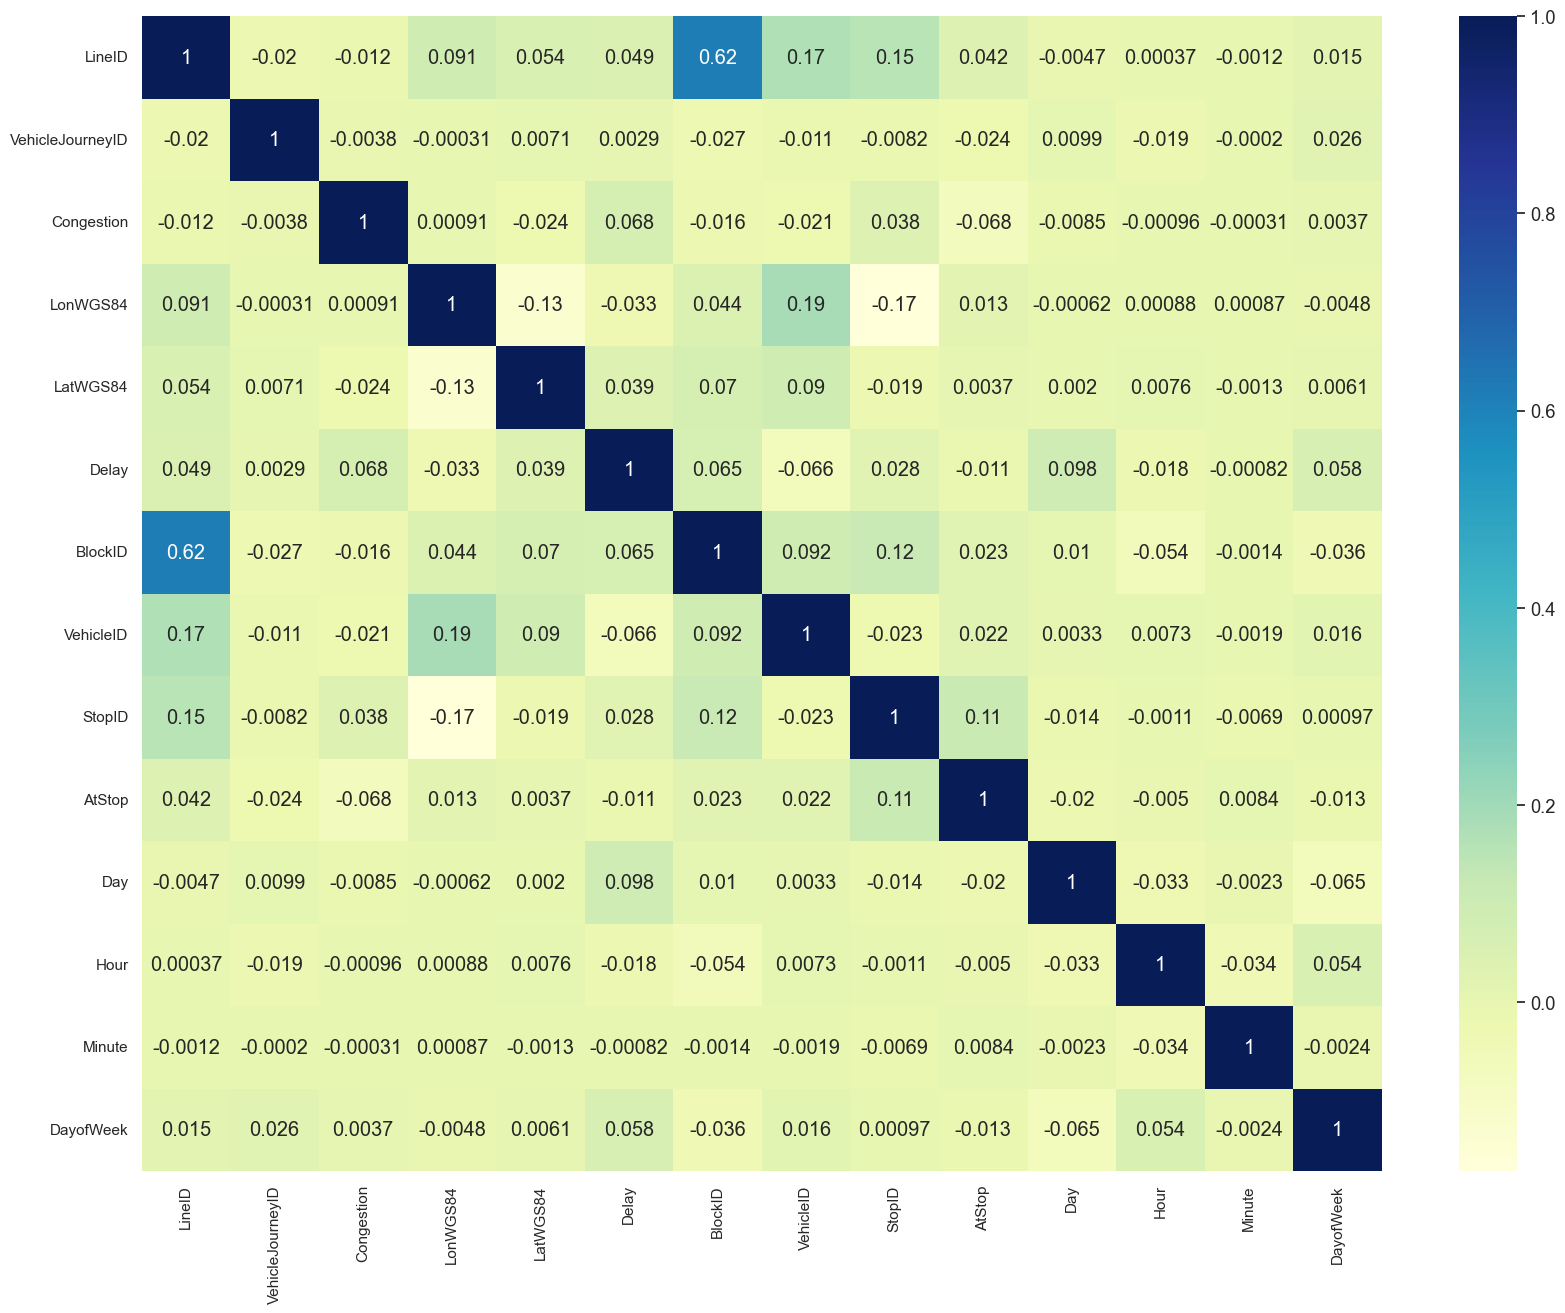 LineID 1 -0.02 -0.012 0.091 0.054 0.049 0.62 0.17 0.15 0.042 -0.0047 0.00037 -0.0012 0.015
VehicleJourneyID -0.02 1 -0.0038 -0.00031 0.0071 0.0029 -0.027 -0.011 -0.0082 -0.024 0.0099 -0.019 -0.0002 0.026
Congestion -0.012 -0.0038 1 0.00091 -0.024 0.068 -0.016 -0.021 0.038 -0.068 -0.0085 -0.00096 -0.00031 0.0037
LonWGS84 0.091 -0.00031 0.00091 1 -0.13 -0.033 0.044 0.19 -0.17 0.013 -0.00062 0.00088 0.00087 -0.0048
LatWGS84 0.054 0.0071 -0.024 -0.13 1 0.039 0.07 0.09 -0.019 0.0037 0.002 0.0076 -0.0013 0.0061
Delay 0.049 0.0029 0.068 -0.033 0.039 1 0.065 -0.066 0.028 -0.011 0.098 -0.018 -0.00082 0.058
BlockID 0.62 -0.027 -0.016 0.044 0.07 0.065 1 0.092 0.12 0.023 0.01 -0.054 -0.0014 -0.036
VehicleID 0.17 -0.011 -0.021 0.19 0.09 -0.066 0.092 1 -0.023 0.022 0.0033 0.0073 -0.0019 0.016
StopID 0.15 -0.0082 0.038 -0.17 -0.019 0.028 0.12 -0.023 1 0.11 -0.014 -0.0011 -0.0069 0.00097
AtStop 0.042 -0.024 -0.068 0.013 0.0037 -0.011 0.023 0.022 0.11 1 -0.02 -0.005 0.0084 -0.013
Day -0.0047 0.0099 -0.0085 -0.00062 0.002 0.098 0.01 0.0033 -0.014 -0.02 1 -0.033 -0.0023 -0.065
Hour 0.00037 -0.019 -0.00096 0.00088 0.0076 -0.018 -0.054 0.0073 -0.0011 -0.005 -0.033 1 -0.034 0.054
Minute -0.0012 -0.0002 -0.00031 0.00087 -0.0013 -0.00082 -0.0014 -0.0019 -0.0069 0.0084 -0.0023 -0.034 1 -0.0024
DayofWeek 0.015 0.026 0.0037 -0.0048 0.0061 0.058 -0.036 0.016 0.00097 -0.013 -0.065 0.054 -0.0024 1
LineID VehicleJourneyID Congestion LonWGS84 LatWGS84 Delay BlockID VehicleID StopID AtStop Day Hour Minute DayofWeek
1.0
0.8
0.6
0.4
0.2
0.0